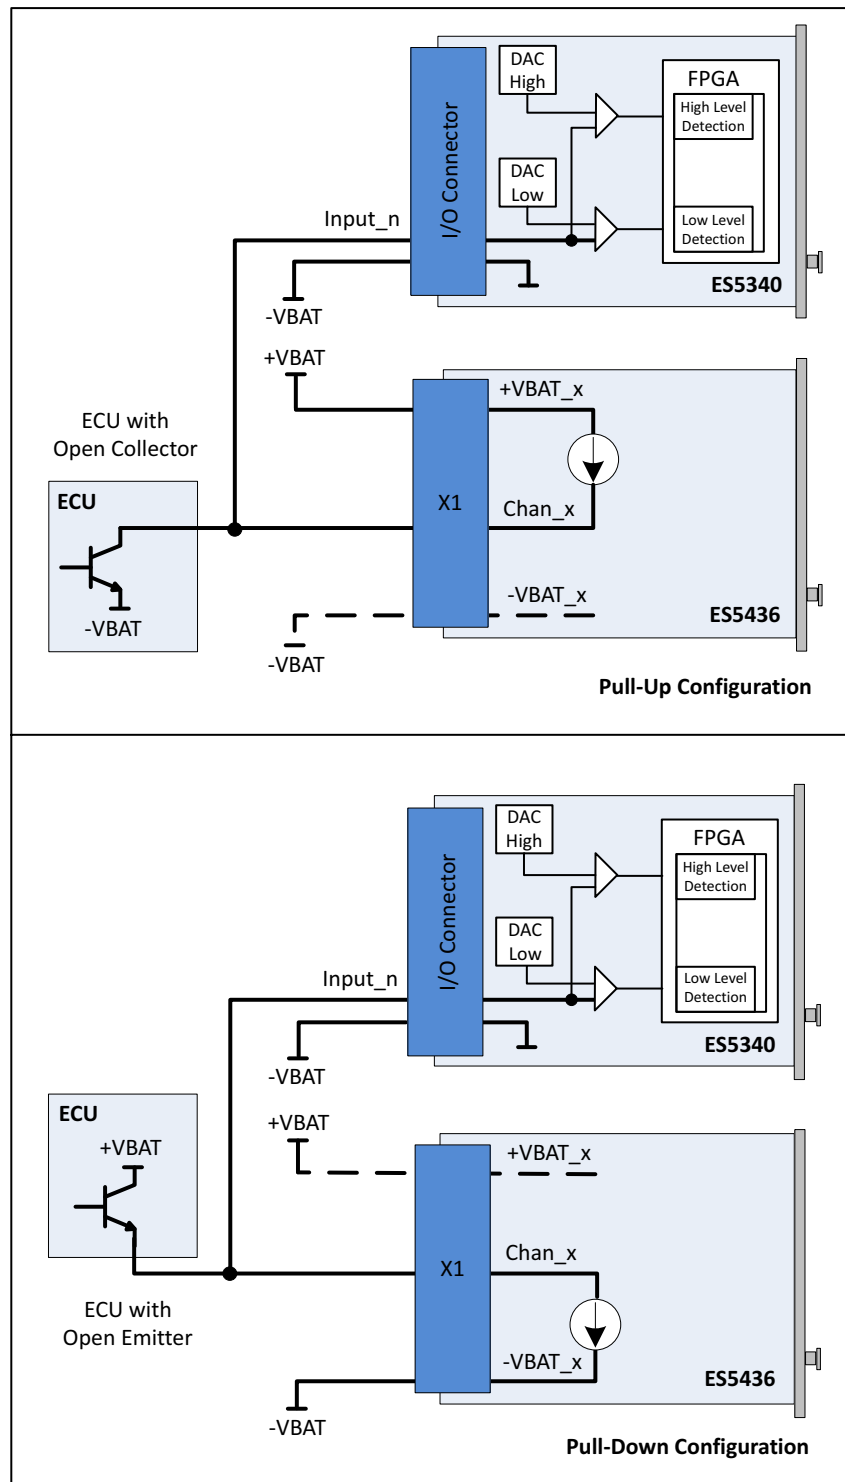 DAC
High
FPGA
High Level
Detection
I/O Connector
DAC
Low
Low Level
Detection
Input_n
ES5340
-VBAT
+VBAT
+VBAT_x
ECU with
Open Collector
ECU
X1
Chan_x
-VBAT
-VBAT_x
ES5436
-VBAT
Pull-Up Configuration
DAC
High
FPGA
High Level
Detection
I/O Connector
DAC
Low
Low Level
Detection
Input_n
ES5340
-VBAT
ECU
+VBAT
+VBAT
+VBAT_x
Chan_x
X1
ECU with
Open Emitter
-VBAT_x
ES5436
-VBAT
Pull-Down Configuration